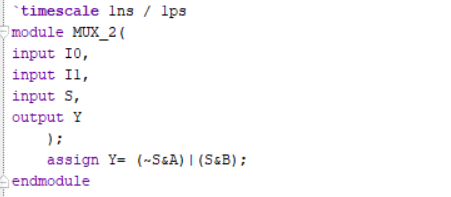 `timescale 1ns / 1ps
module MUX_2(
input I0,
input I1,
input S,
output Y
);
assign Y= (~S&A)|(S&B);
endmodule